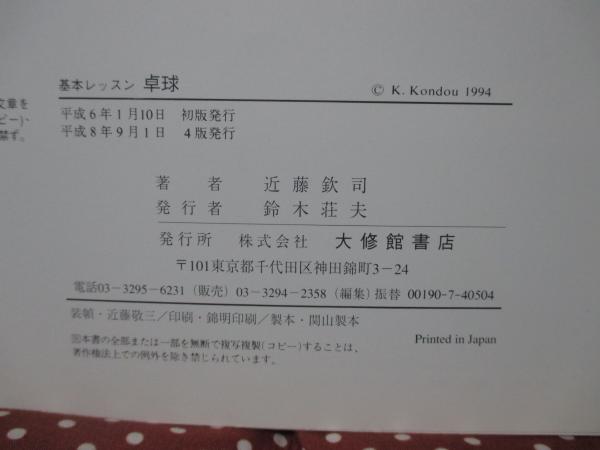 基本レッスン 卓球
© K. Kondou 1994
平成6年1月10日 初版発行
平成8年9月1日 4版発行
文章を
ピー)、
禁ず。
著者 近藤欽司
発行者 鈴木荘夫
発行所 株式会社 大修館書店
〒101東京都千代田区神田錦町3-24
電話03-3295-6231(販売)03-3294-2358(編集)振替 00190-7-40504
装幀・近藤敬三/印刷・錦明印刷/製本・関山製本
Printed in Japan
本書の全部または一部を無断で複写複製(コピー)することは、
著作権法上での例外を除き禁じられています。